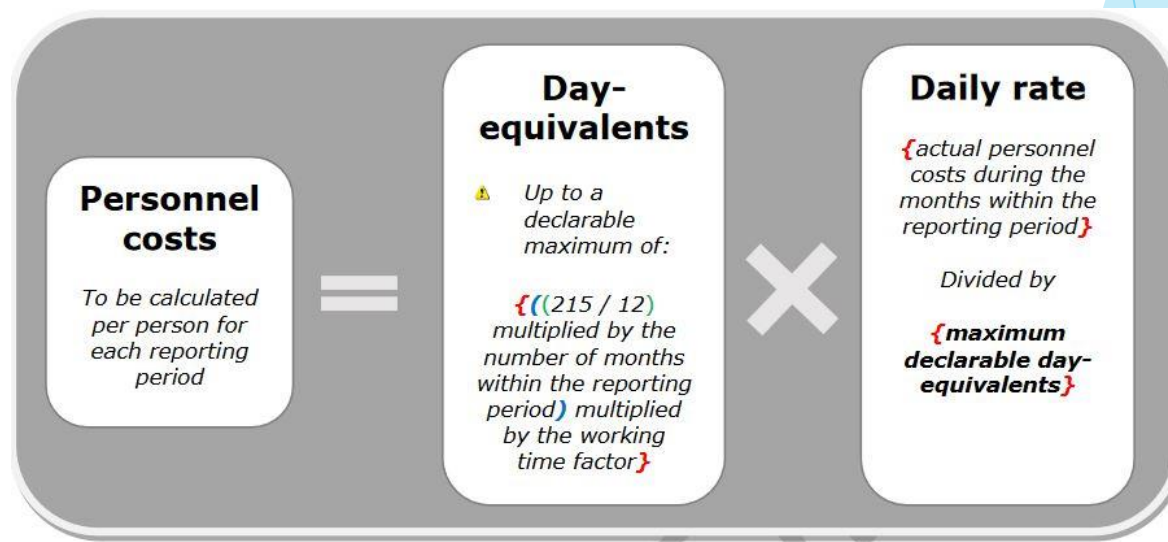 Personnel
costs
To be calculated
per person for
each reporting
period
=
Day-
equivalents
Up to a
declarable
maximum of:
{((215 / 12)
multiplied by the
number of months
within the reporting
period) multiplied
by the working
time factor}
×
Daily rate
{actual personnel
costs during the
months within the
reporting period}
Divided by
{maximum
declarable day-
equivalents}